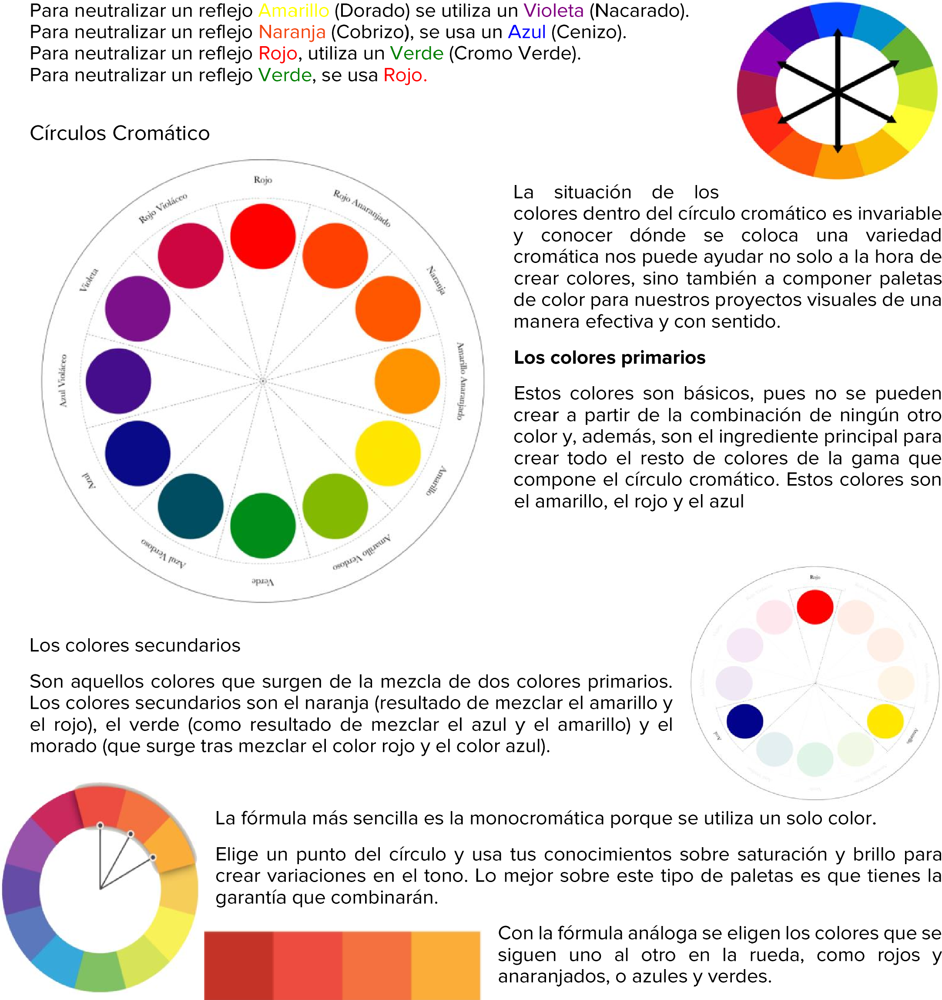 Para neutralizar un reflejo Amarillo (Dorado) se utiliza un Violeta (Nacarado).
Para neutralizar un reflejo Naranja (Cobrizo), se usa un Azul (Cenizo).
Para neutralizar un reflejo Rojo, utiliza un Verde (Cromo Verde).
Para neutralizar un reflejo Verde, se usa Rojo.
Círculos Cromático
Rojo
Rojo Anaranjado
Naranja
Amarillo Anaranjado
Amarillo
Amarillo Verdoso
Verde
Azul Verdoso
Azul
Azul Violáceo
Violeta
Rojo Violáceo
La situación de los
colores dentro del círculo cromático es invariable
y conocer dónde se coloca una variedad
cromática nos puede ayudar no solo a la hora de
crear colores, sino también a componer paletas
de color para nuestros proyectos visuales de una
manera efectiva y con sentido.
Los colores primarios
Estos colores son básicos, pues no se pueden
crear a partir de la combinación de ningún otro
color y, además, son el ingrediente principal para
crear todo el resto de colores de la gama que
compone el círculo cromático. Estos colores son
el amarillo, el rojo y el azul
Rojo
Amarillo
Azul
Los colores secundarios
Son aquellos colores que surgen de la mezcla de dos colores primarios.
Los colores secundarios son el naranja (resultado de mezclar el amarillo y
el rojo), el verde (como resultado de mezclar el azul y el amarillo) y el
morado (que surge tras mezclar el color rojo y el color azul).
La fórmula más sencilla es la monocromática porque se utiliza un solo color.
Elige un punto del círculo y usa tus conocimientos sobre saturación y brillo para
crear variaciones en el tono. Lo mejor sobre este tipo de paletas es que tienes la
garantía que combinarán.
Con la fórmula análoga se eligen los colores que se
siguen uno al otro en la rueda, como rojos y
anaranjados, o azules y verdes.